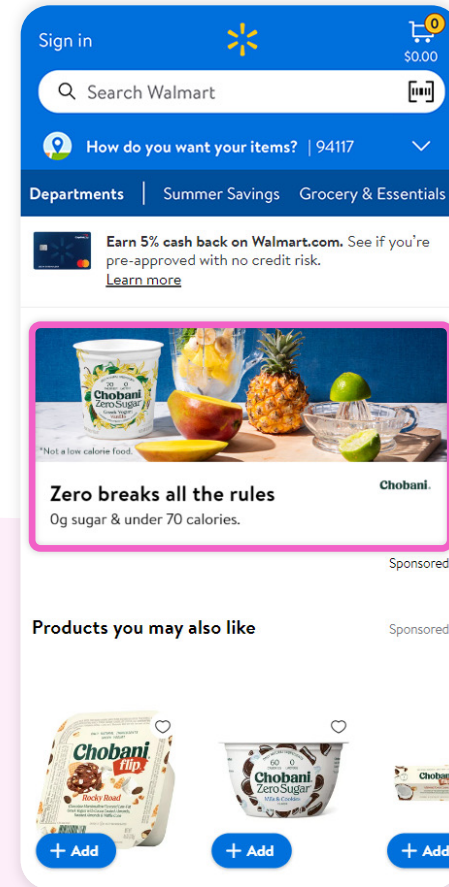 Sign in
0
$0.00
Search Walmart
How do you want your items? | 94117
Departments | Summer Savings Grocery & Essentials
Earn 5% cash back on Walmart.com. See if you're
pre-approved with no credit risk.
Learn more
Chobani
Zero Sugar
*Not a low calorie food.
Zero breaks all the rules
Chobani.
0g sugar & under 70 calories.
Sponsored
Products you may also like
Sponsored
Chobani
flip
Rocky Road
60 0
Chobani
Zero Sugar
Milk & Cookies
+ Add
+ Add
+ Add